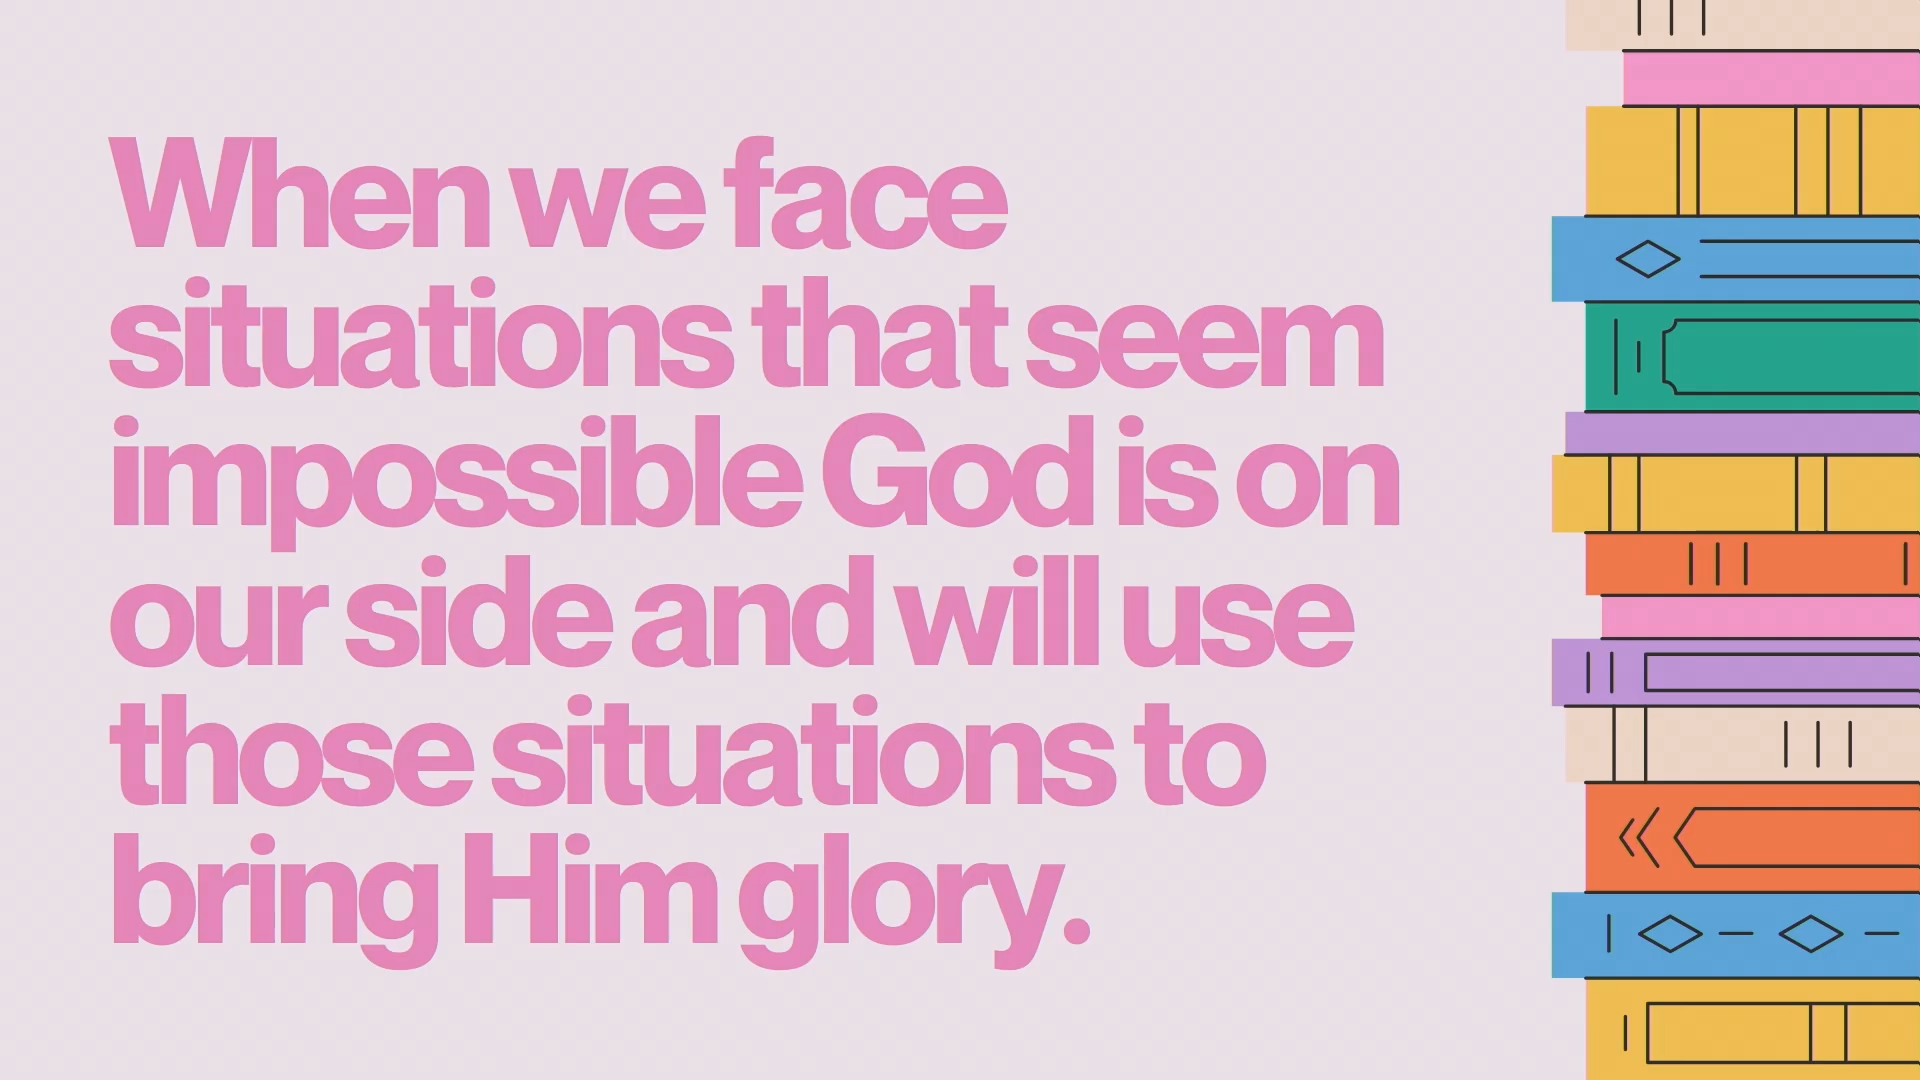 When we face
situations that seem
impossible God is on
our side and will use
those situations to
bring Him glory.